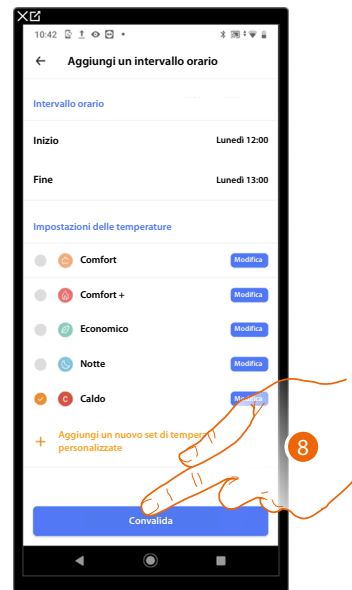 10:42
Aggiungi un intervallo orario
Intervallo orario
Inizio
Lunedì 12:00
Fine
Lunedì 13:00
Impostazioni delle temperature
Comfort
Modifica
Comfort +
Modifica
Economico
Modifica
Notte
Modifica
C
Caldo
Modifica
+ Aggiungi un nuovo set di
personalizzate
Convalida
8